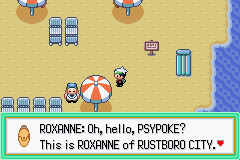 ROXANNE: Oh, hello, PSYPOKE?
This is ROXANNE of RUSTBORO CITY.♥